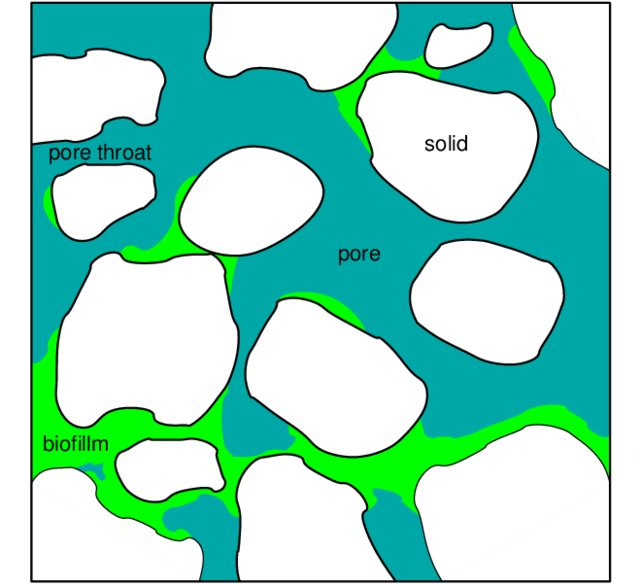 solid
pore throat
pore
biofillm